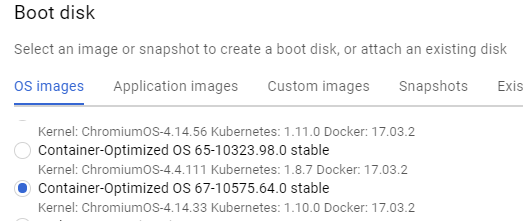 Boot disk
Select an image or snapshot to create a boot disk, or attach an existing disk
OS images Application images Custom images Snapshots Exis
Kernel: ChromiumOS-4.14.56 Kubernetes: 1.11.0 Docker: 17.03.2
Container-Optimized OS 65-10323.98.0 stable
Kernel: ChromiumOS-4.4.111 Kubernetes: 1.8.7 Docker: 17.03.2
Container-Optimized OS 67-10575.64.0 stable
Kernel: ChromiumOS-4.14.33 Kubernetes: 1.10.0 Docker: 17.03.2